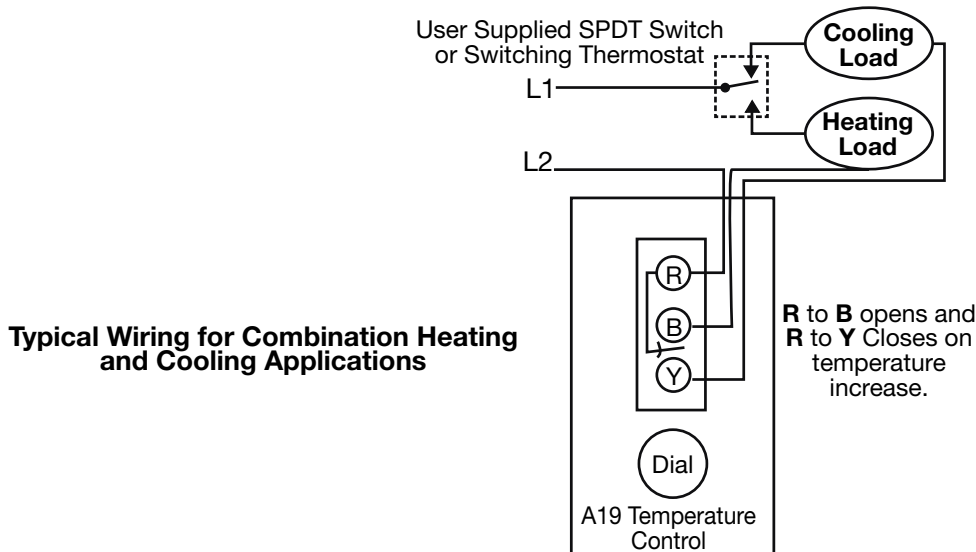 User Supplied SPDT Switch
or Switching Thermostat
Cooling
Load
L1
Heating
Load
L2
R
B
Y
Typical Wiring for Combination Heating
and Cooling Applications
R to B opens and
R to Y Closes on
temperature
increase.
Dial
A19 Temperature
Control